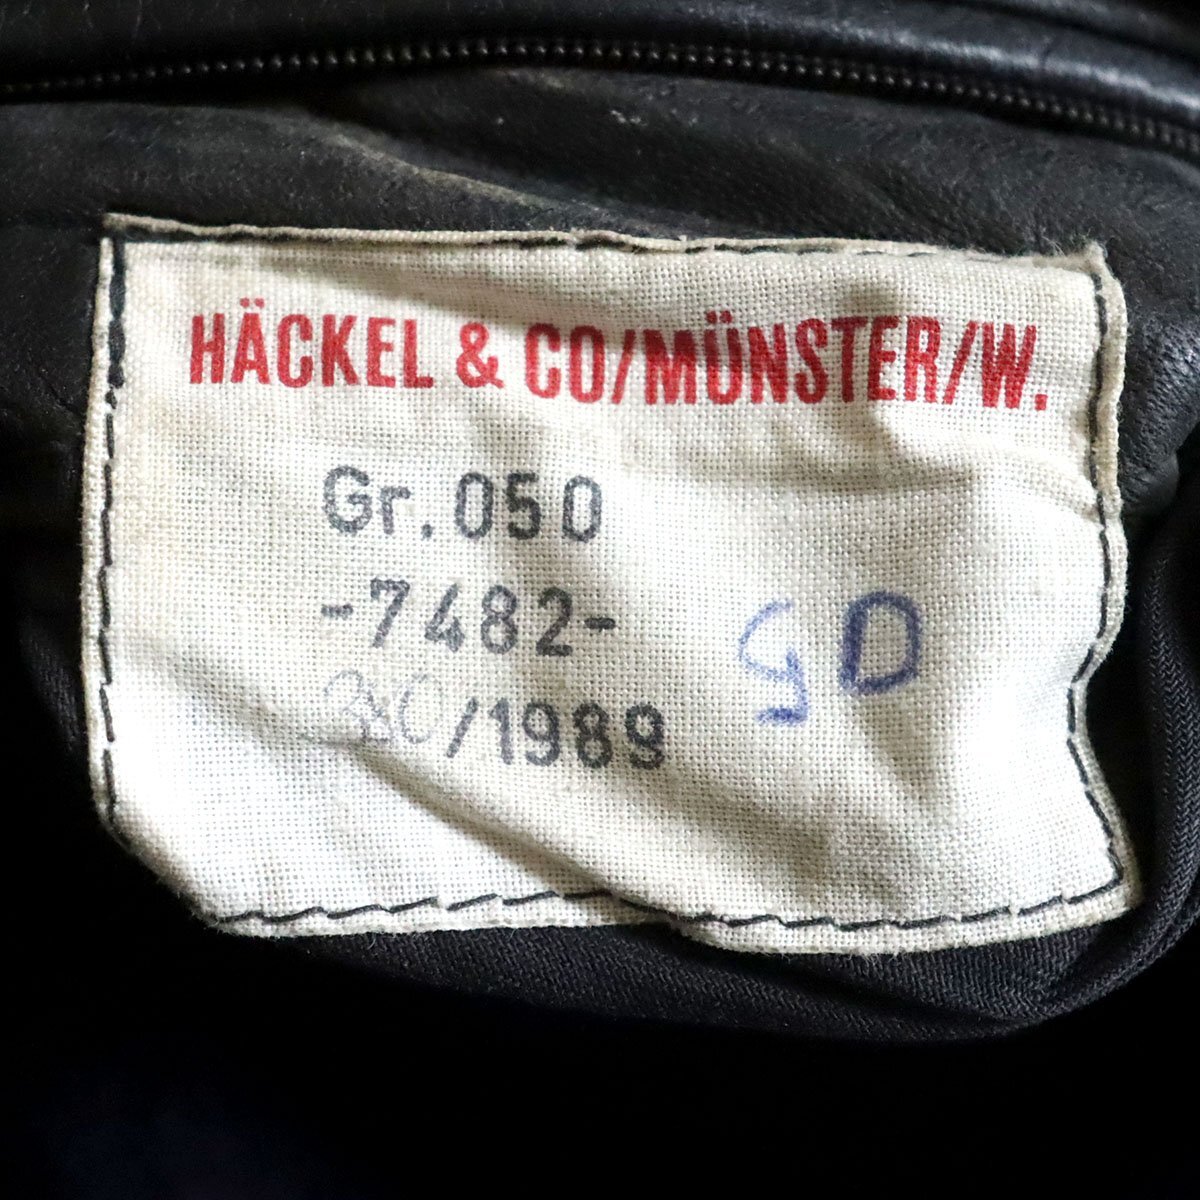 HÄCKEL & CO/MÜNSTER/W.
Gr. 050
-7482-
/1989